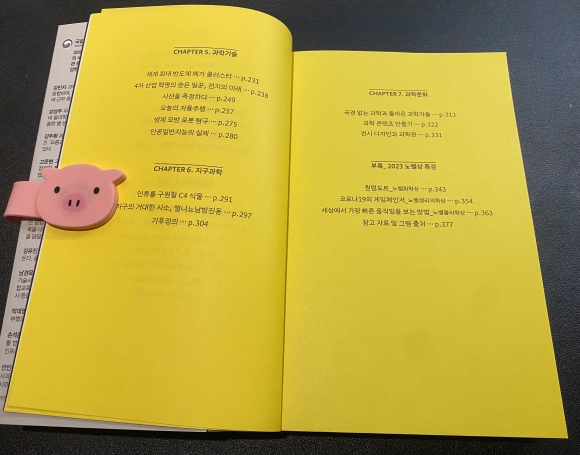 CHAPTER 5. 과학기술
세계 최대 반도체 메가 클러스터 ··· p.231
4차 산업 혁명의 숨은 일꾼, 전지의 미래 ··· p.238
시선을 측정하다 ··· p.249
오늘의 자율주행 ··· p.257
생체 모방 로봇 탐구 ··· p.275
인공일반지능의 실제 ··· p.280
CHAPTER 6. 지구과학
인류를 구원할 C4 식물 ··· p.291
지구의 거대한 시소, 엘니뇨남방진동 ··· p.297
기후정의 ··· p.304
CHAPTER 7. 과학문화
국경 없는 과학과 돌아온 과학자들 ··· p.313
과학 콘텐츠 만들기 ··· p.322
전시 디자인과 과학관 ··· p.331
부록_2023 노벨상 특강
퀀텀도트_노벨화학상 ··· p.343
코로나19의 게임체인저_노벨생리의학상 ··· p.354
세상에서 가장 빠른 움직임을 보는 방법_노벨물리학상 ··· p.363
참고 자료 및 그림 출처 ··· p.377